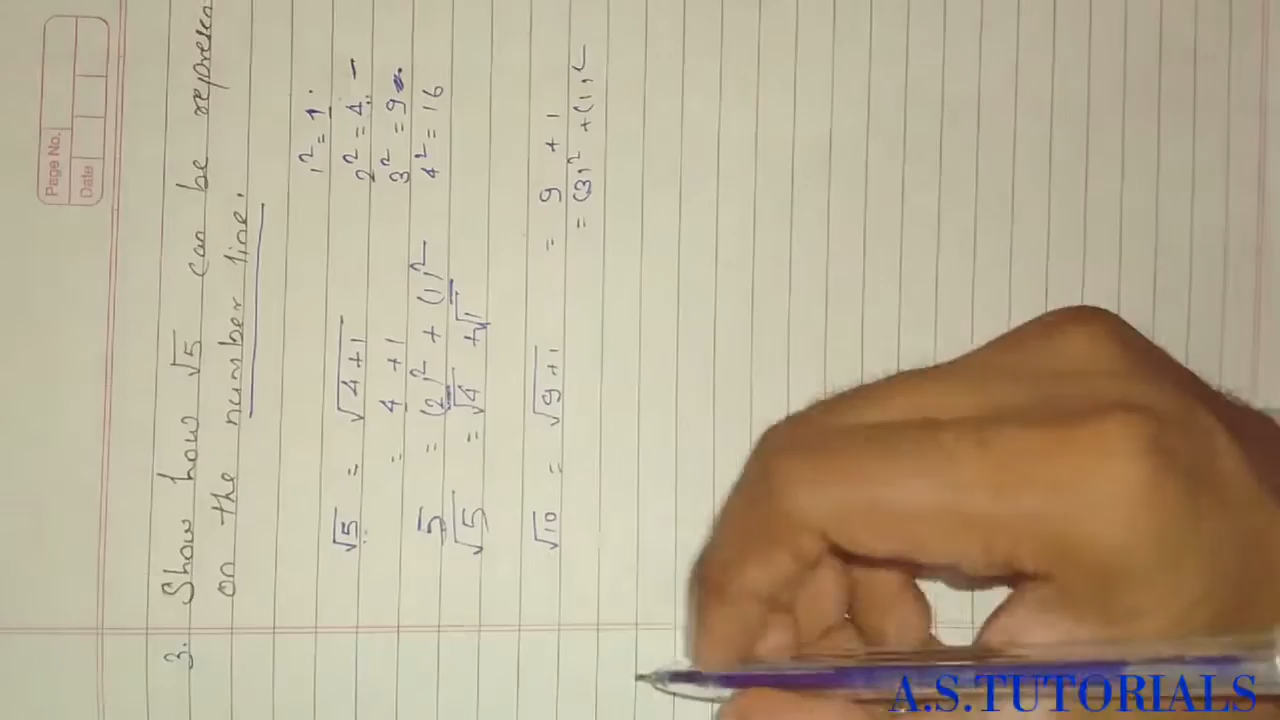 Page No.
Date
3. Show how √5 can be represen
on the number line.
1² = 1.
√5 = √4+1 2² = 4
= 4 + 1 3² = 9
5 = (2)² + (1)² 4² = 16
√5 = √4 + √1
√10 = √9+1 = 9 + 1
= (3)² + (1)²
A.S.TUTORIALS